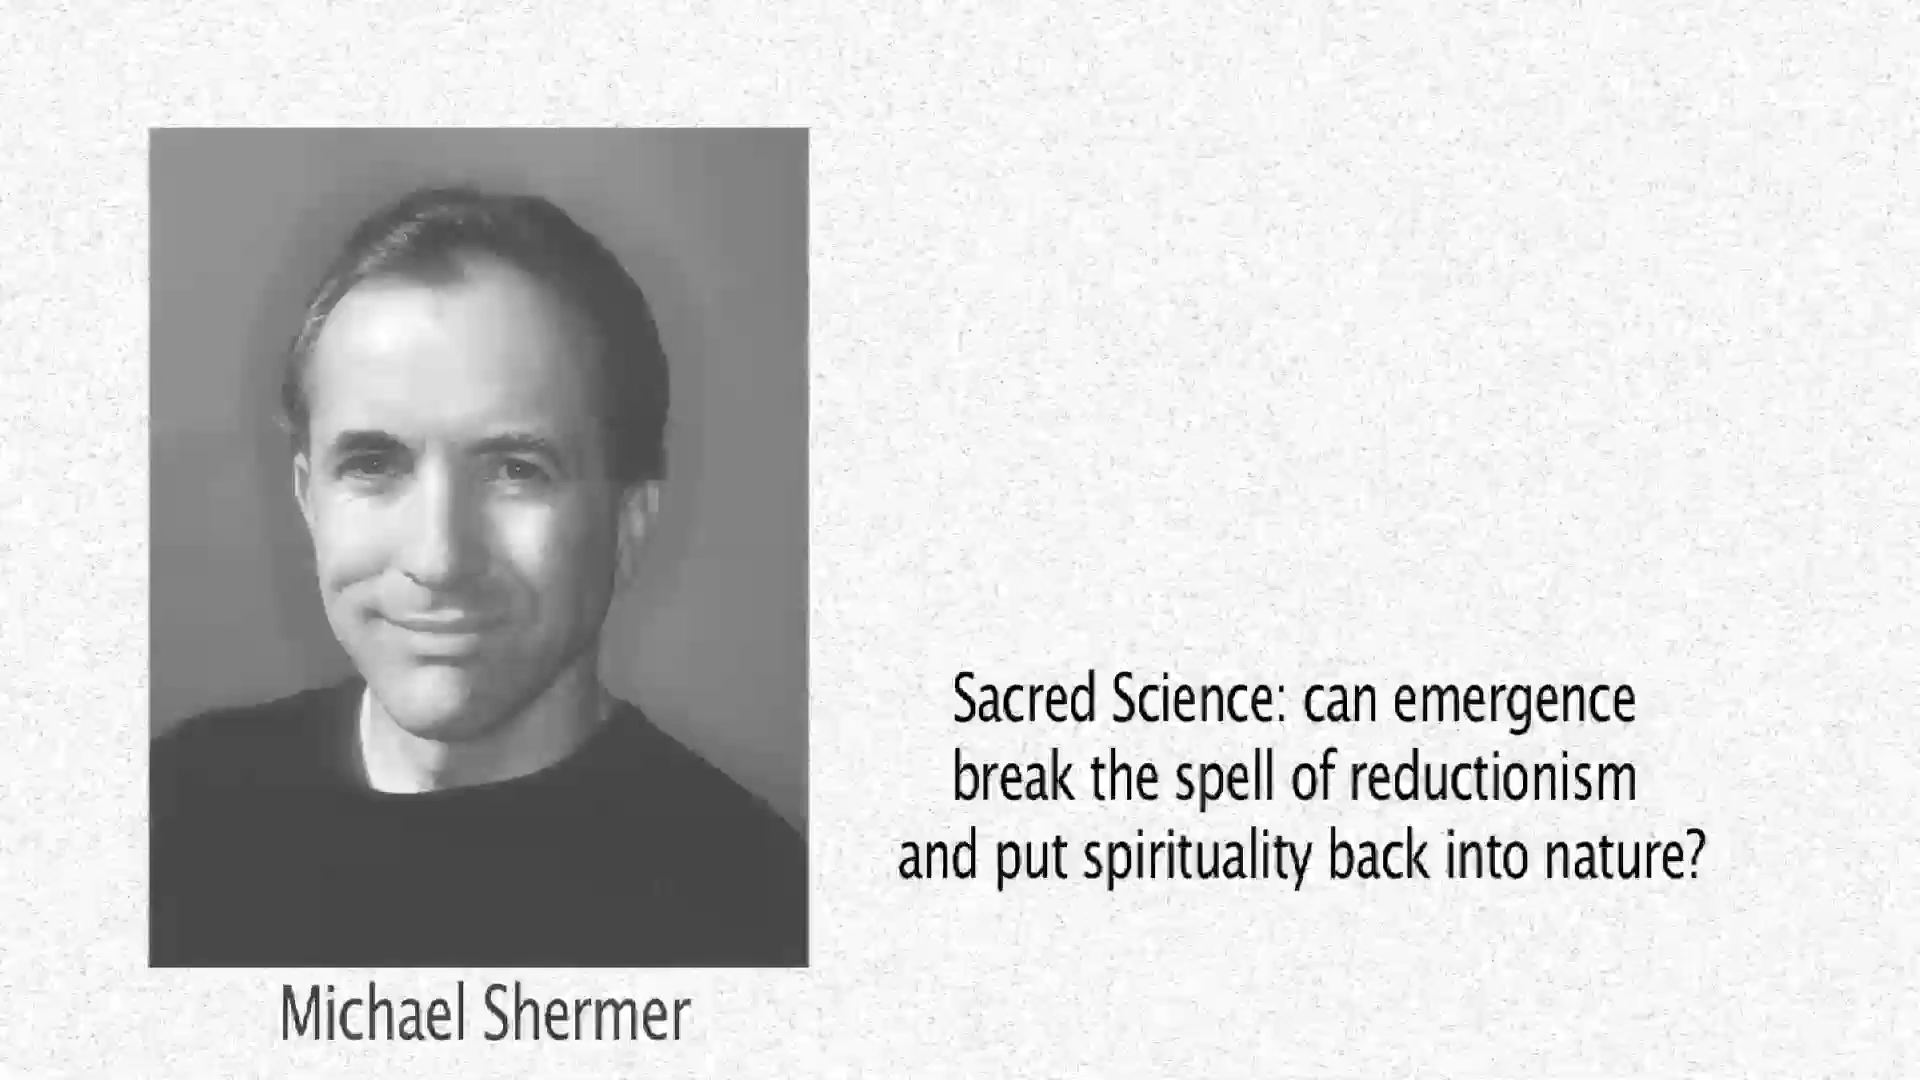 Sacred Science: can emergence
break the spell of reductionism
and put spirituality back into nature?
Michael Shermer